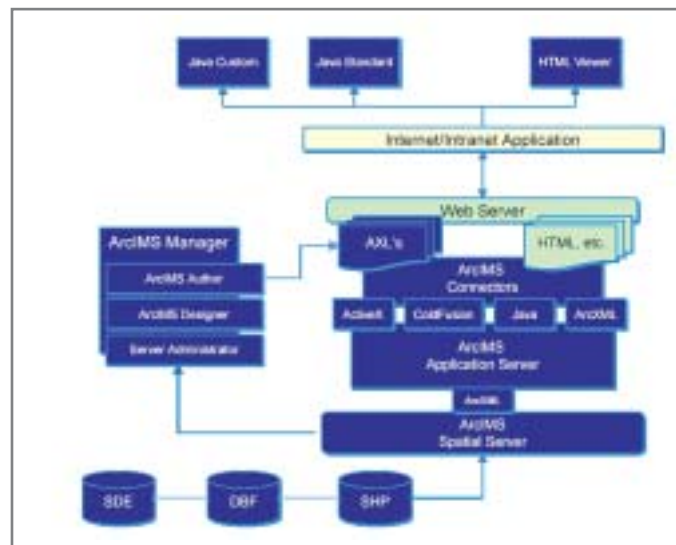 Java Custom
Java Standard
HTML Viewer
Internet/Intranet Application
Web Server
ArcIMS Manager
AXL's
HTML, etc.
ArcIMS Author
ArcIMS
Connectors
ArcIMS Designer
ActiveX
ColdFusion
Java
ArcXML
Server Administrator
ArcIMS
Application Server
ArcXML
ArcIMS
Spatial Server
SDE
DBF
SHP